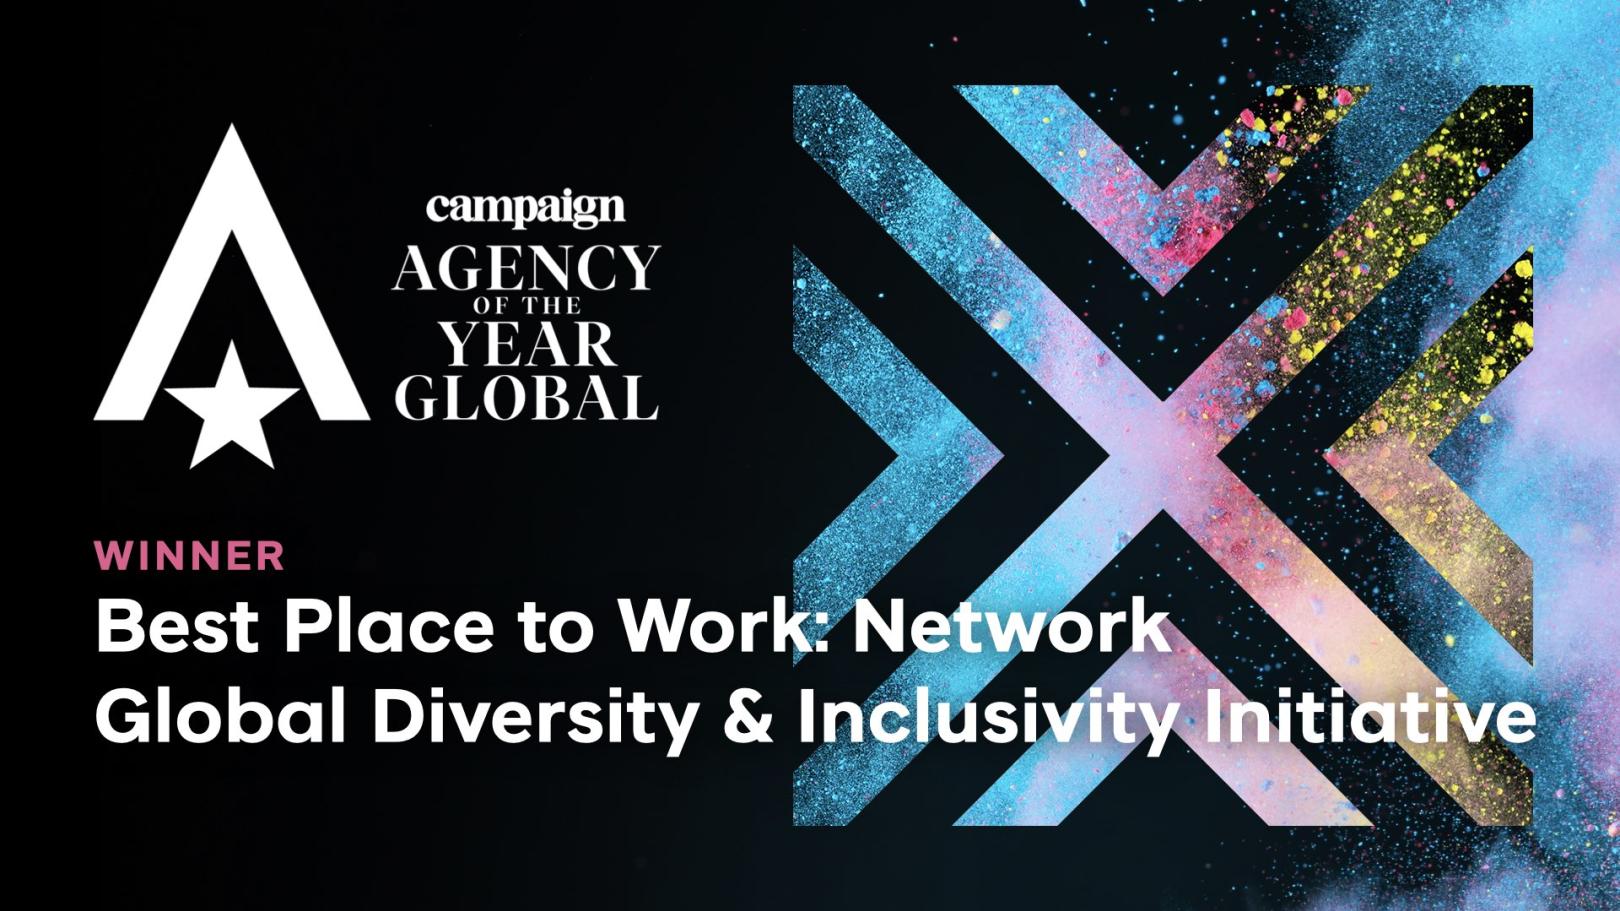 campaign
AGENCY
OF THE
YEAR
GLOBAL
WINNER
Best Place to Work: Network
Global Diversity & Inclusivity Initiative